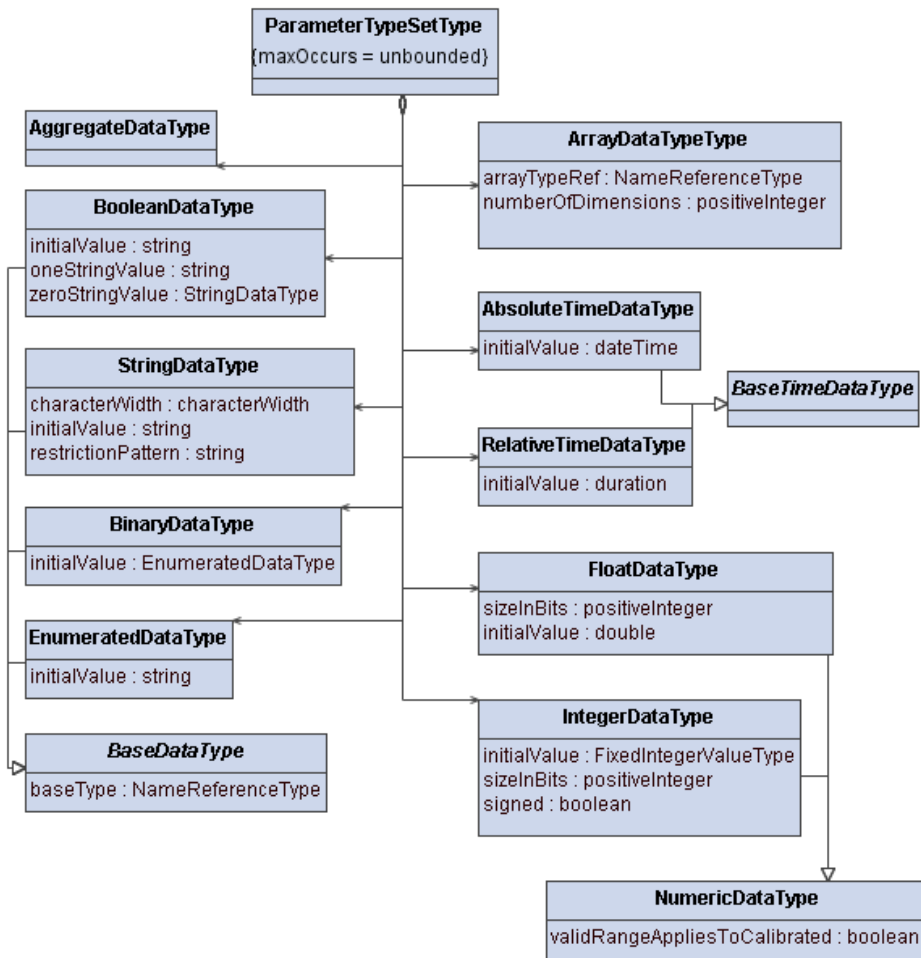 ParameterTypeSetType
{maxOccurs = unbounded}
AggregateDataType
ArrayDataTypeType
arrayTypeRef : NameReferenceType
numberOfDimensions : positiveInteger
BooleanDataType
initialValue : string
oneStringValue : string
zeroStringValue : StringDataType
AbsoluteTimeDataType
initialValue : dateTime
StringDataType
characterWidth : characterWidth
initialValue : string
restrictionPattern : string
BaseTimeDataType
RelativeTimeDataType
initialValue : duration
BinaryDataType
initialValue : EnumeratedDataType
FloatDataType
sizeInBits : positiveInteger
initialValue : double
EnumeratedDataType
initialValue : string
IntegerDataType
initialValue : FixedIntegerValueType
sizeInBits : positiveInteger
signed : boolean
BaseDataType
baseType : NameReferenceType
NumericDataType
validRangeAppliesToCalibrated : boolean